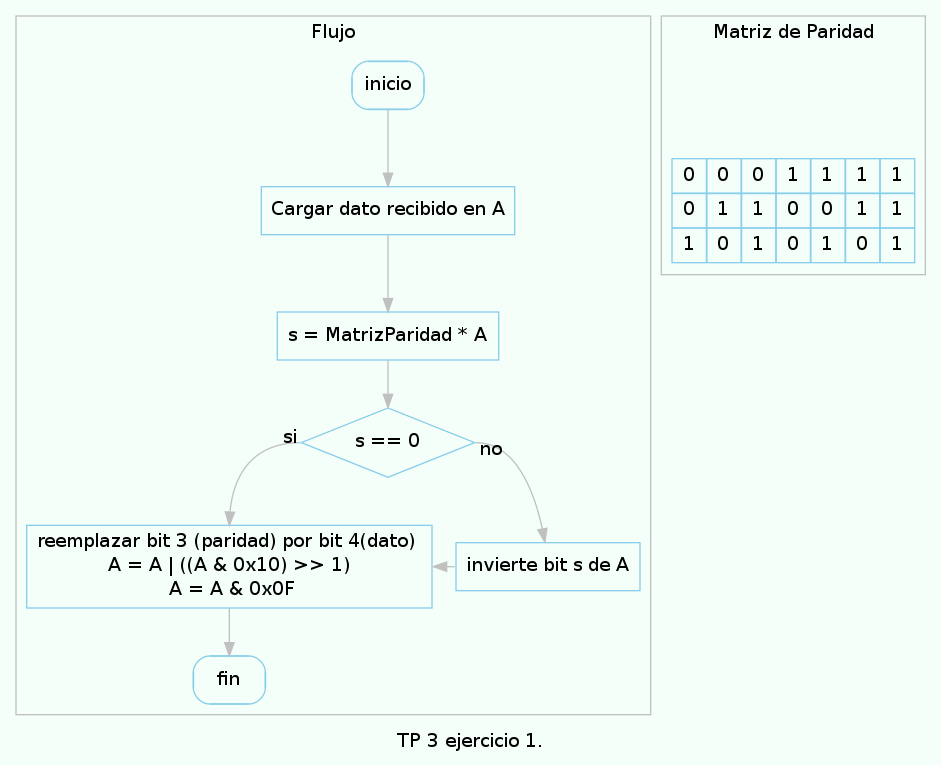 Flujo
inicio
Cargar dato recibido en A
s = MatrizParidad * A
s == 0
si
no
reemplazar bit 3 (paridad) por bit 4(dato)
A = A | ((A & 0x10) >> 1)
A = A & 0x0F
invierte bit s de A
fin
Matriz de Paridad
0 0 0 1 1 1 1
0 1 1 0 0 1 1
1 0 1 0 1 0 1
TP 3 ejercicio 1.